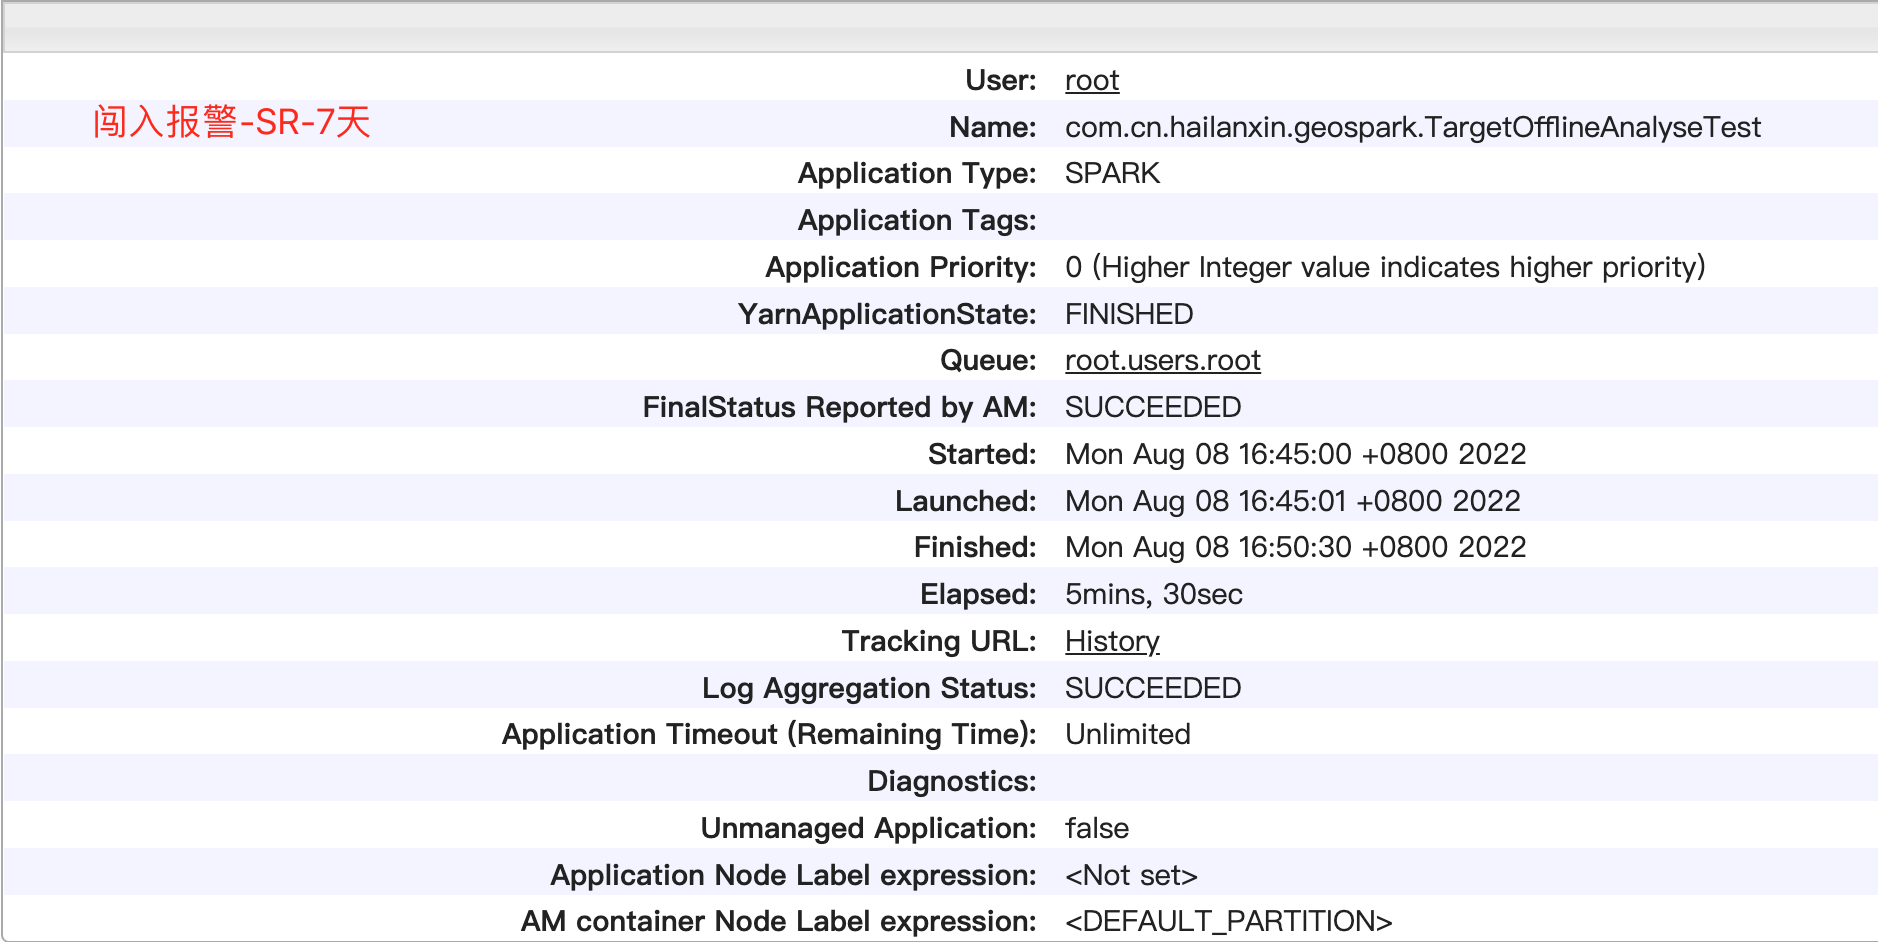 User: root
闯入报警-SR-7天
Name: com.cn.hailanxin.geospark.TargetOfflineAnalyseTest
Application Type: SPARK
Application Tags:
Application Priority: 0 (Higher Integer value indicates higher priority)
YarnApplicationState: FINISHED
Queue: root.users.root
FinalStatus Reported by AM: SUCCEEDED
Started: Mon Aug 08 16:45:00 +0800 2022
Launched: Mon Aug 08 16:45:01 +0800 2022
Finished: Mon Aug 08 16:50:30 +0800 2022
Elapsed: 5mins, 30sec
Tracking URL: History
Log Aggregation Status: SUCCEEDED
Application Timeout (Remaining Time): Unlimited
Diagnostics:
Unmanaged Application: false
Application Node Label expression: <Not set>
AM container Node Label expression: <DEFAULT_PARTITION>